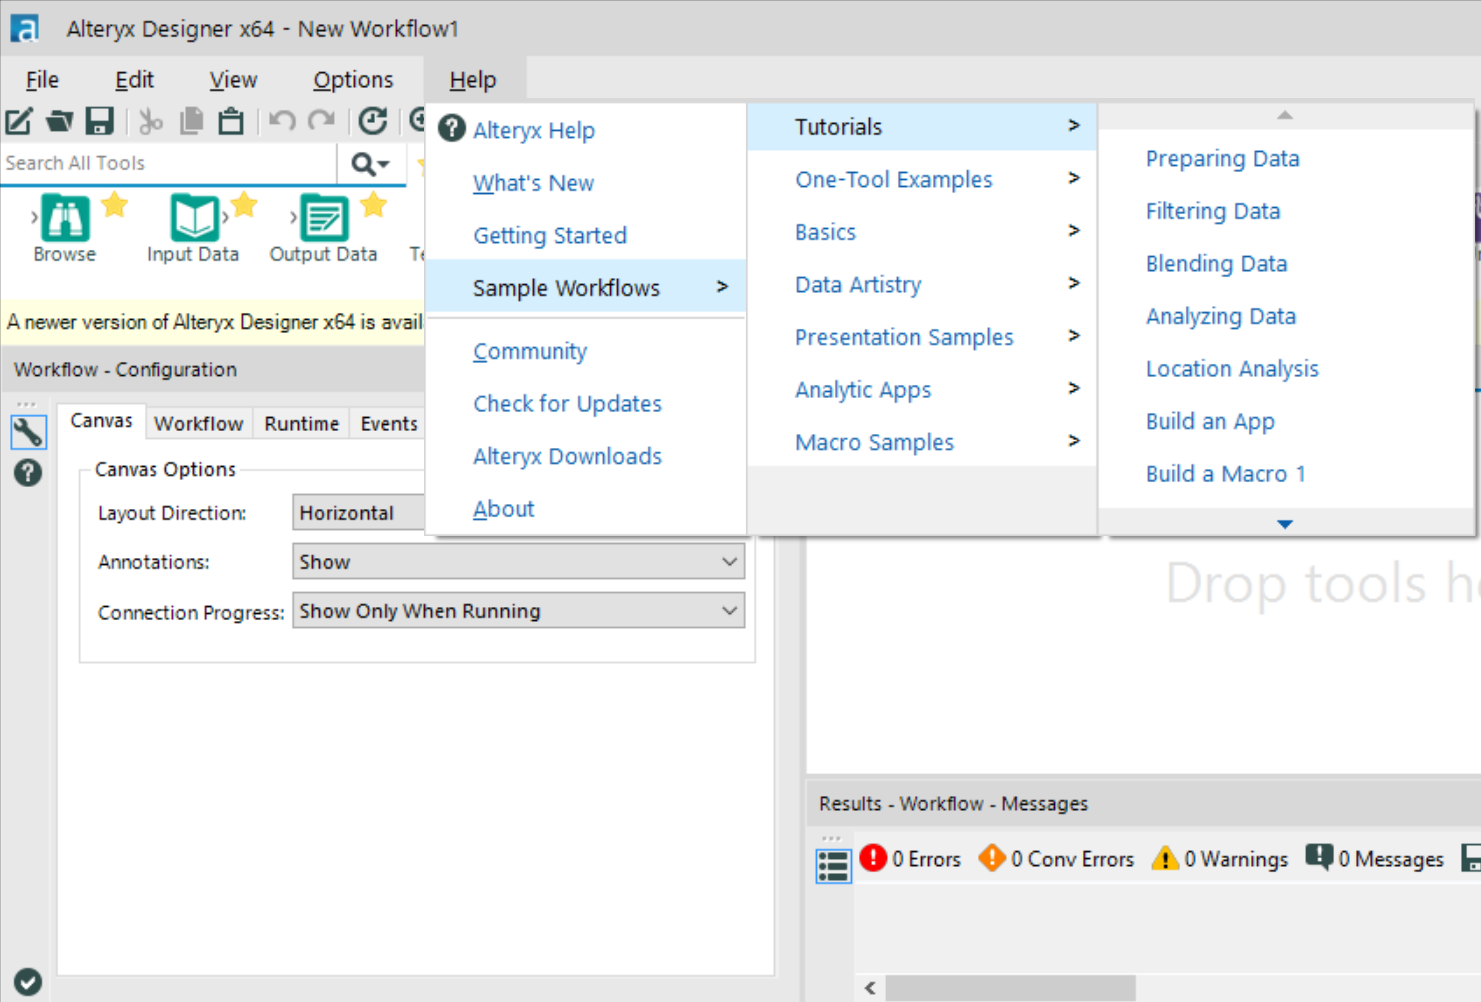 a Alteryx Designer x64 - New Workflow1
File Edit View Options Help
Search All Tools
Browse Input Data Output Data
A newer version of Alteryx Designer x64 is
Workflow - Configuration
Canvas Workflow Runtime Events
Canvas Options
Layout Direction: Horizontal
Annotations: Show
Connection Progress: Show Only When Running
Alteryx Help
What's New
Getting Started
Sample Workflows >
Community
Check for Updates
Alteryx Downloads
About
Tutorials >
One-Tool Examples >
Basics >
Data Artistry >
Presentation Samples >
Analytic Apps >
Macro Samples >
Preparing Data
Filtering Data
Blending Data
Analyzing Data
Location Analysis
Build an App
Build a Macro 1
Drop tools
Results - Workflow - Messages
0 Errors 0 Conv Errors 0 Warnings 0 Messages